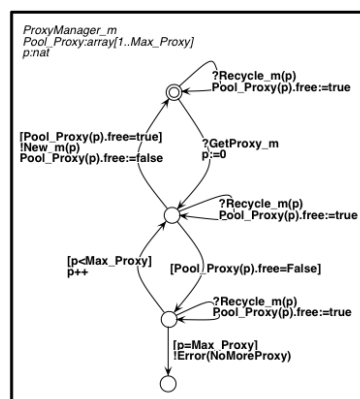 ProxyManager_m
Pool_Proxy:array[1..Max_Proxy]
p:nat
?Recycle_m(p)
Pool_Proxy(p).free:=true
[Pool_Proxy(p).free=true]
!New_m(p)
Pool_Proxy(p).free:=false
?GetProxy_m
p:=0
?Recycle_m(p)
Pool_Proxy(p).free:=true
[p<Max_Proxy]
p++
[Pool_Proxy(p).free=False]
?Recycle_m(p)
Pool_Proxy(p).free:=true
[p=Max_Proxy]
!Error(NoMoreProxy)